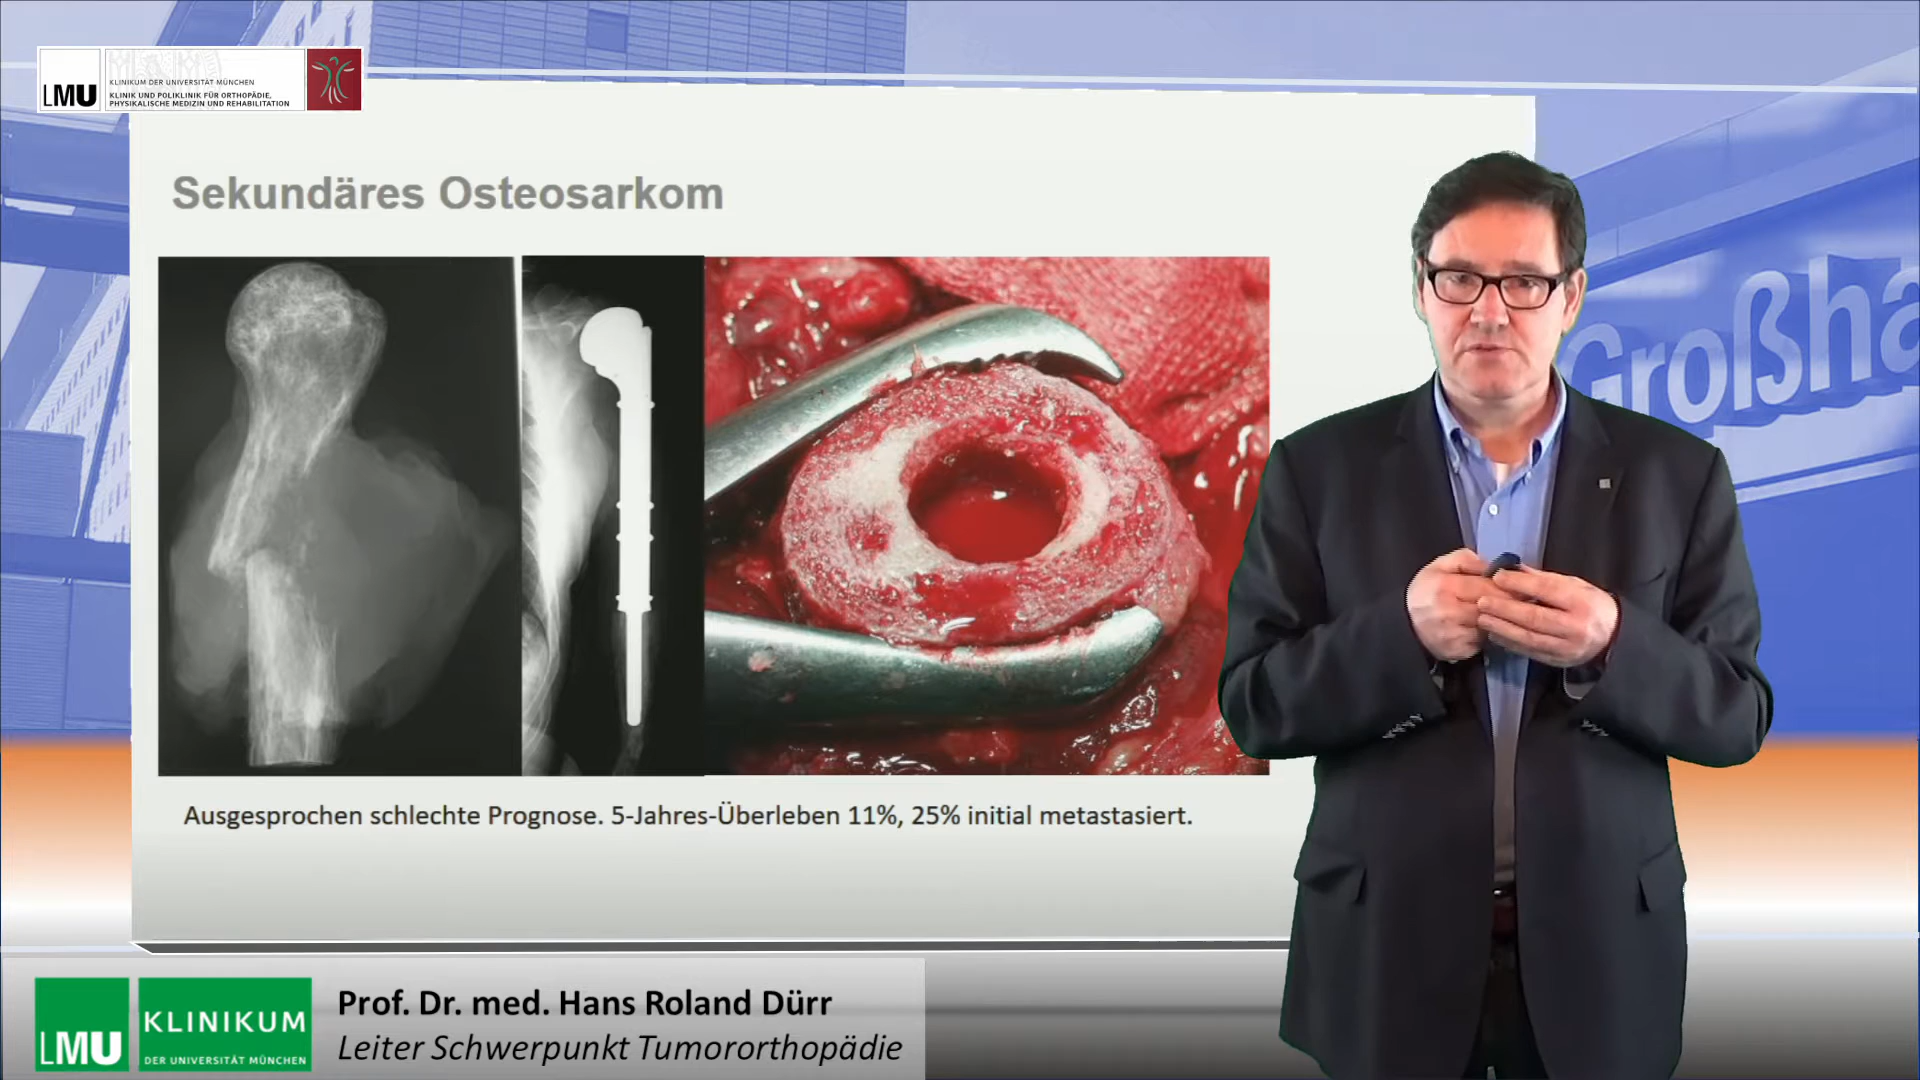 LMU
KLINIKUM DER UNIVERSITÄT MÜNCHEN
KLINIK UND POLIKLINIK FÜR ORTHOPÄDIE,
PHYSIKALISCHE MEDIZIN UND REHABILITATION
Sekundäres Osteosarkom
Großha
Ausgesprochen schlechte Prognose. 5-Jahres-Überleben 11%, 25% initial metastasiert.
LMU
KLINIKUM
DER UNIVERSITÄT MÜNCHEN
Prof. Dr. med. Hans Roland Dürr
Leiter Schwerpunkt Tumororthopädie